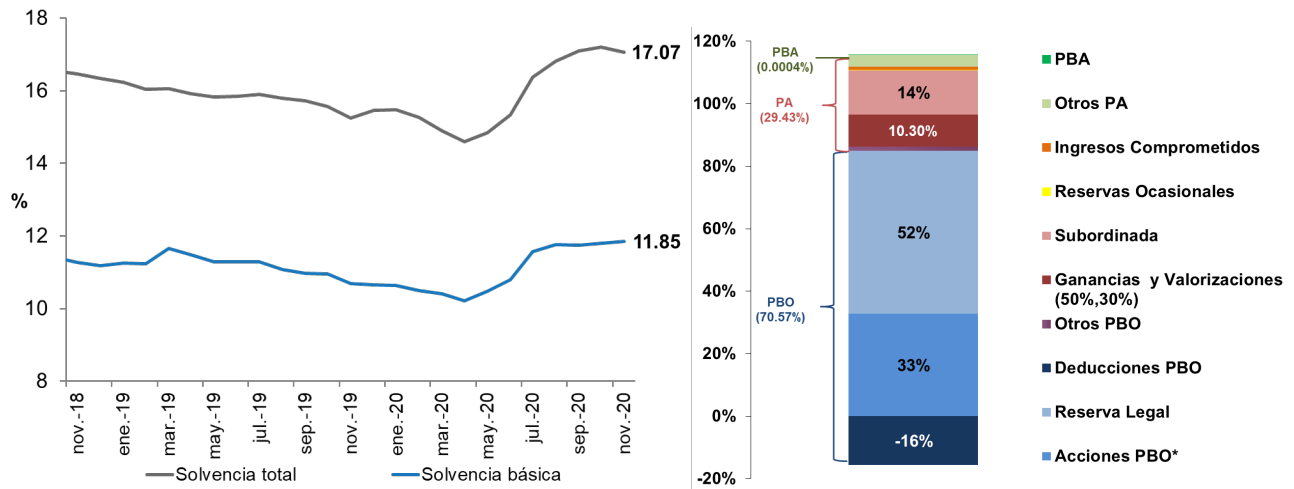 18
16
14
%
12
10
8
17.07
11.85
nov.-18
ene.-19
mar.-19
may.-19
jul.-19
sep.-19
nov.-19
ene.-20
mar.-20
may.-20
jul.-20
sep.-20
nov.-20
Solvencia total
Solvencia básica
120%
100%
80%
60%
40%
20%
0%
-20%
PBA
(0.0004%)
PA
(29.43%)
PBO
(70.57%)
14%
10.30%
52%
33%
-16%
PBA
Otros PA
Ingresos Comprometidos
Reservas Ocasionales
Subordinada
Ganancias y Valorizaciones
(50%,30%)
Otros PBO
Deducciones PBO
Reserva Legal
Acciones PBO*